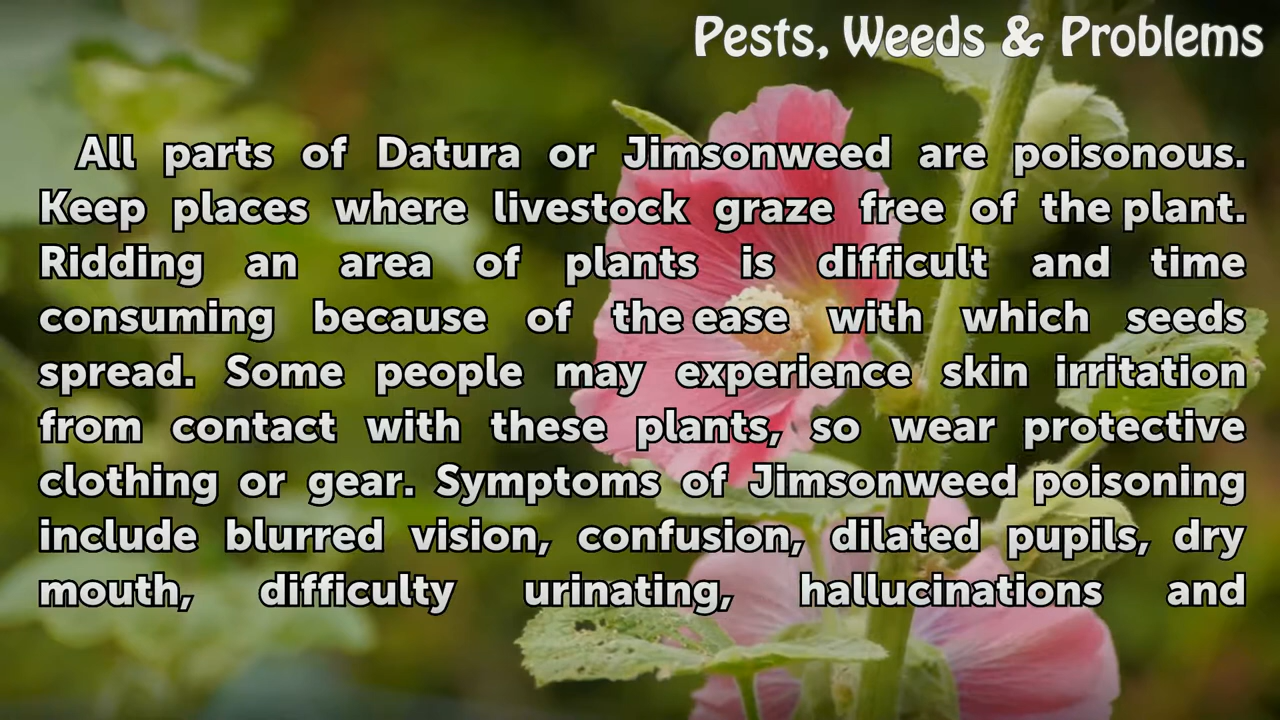 Pests, Weeds & Problems
All parts of Datura or Jimsonweed are poisonous.
Keep places where livestock graze free of the plant.
Ridding an area of plants is difficult and time
consuming because of the ease with which seeds
spread. Some people may experience skin irritation
from contact with these plants, so wear protective
clothing or gear. Symptoms of Jimsonweed poisoning
include blurred vision, confusion, dilated pupils, dry
mouth, difficulty urinating, hallucinations and